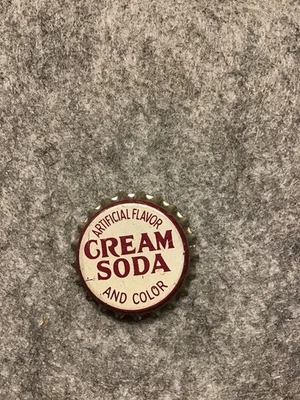 ARTIFICIAL FLAVOR
CREAM
SODA
AND COLOR